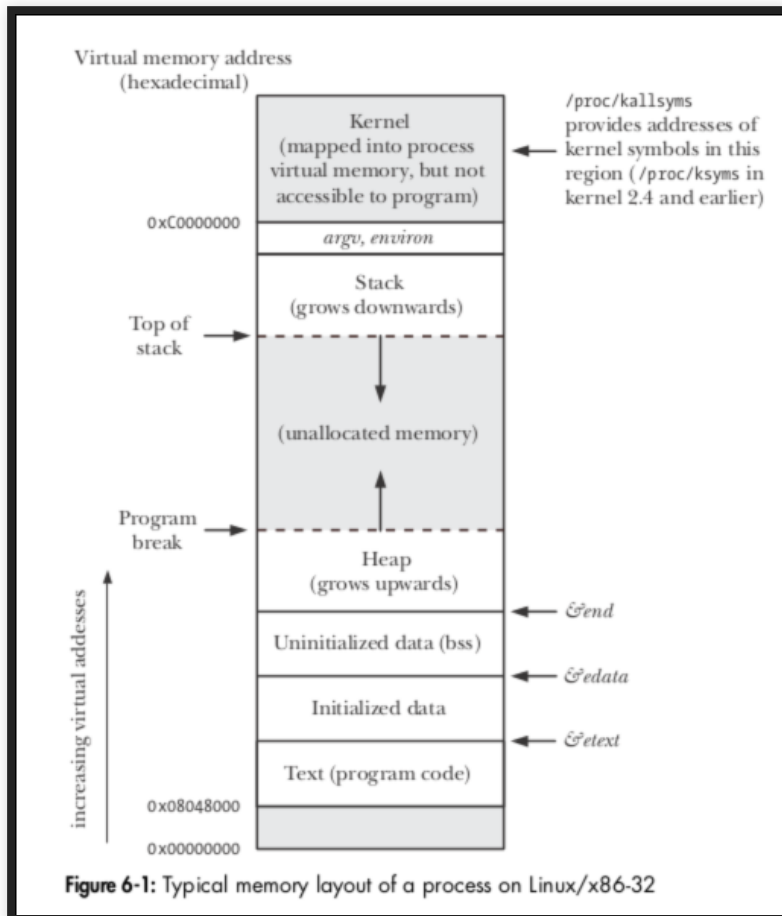 Virtual memory address
(hexadecimal)
Kernel
(mapped into process
virtual memory, but not
accessible to program)
/proc/kallsyms
provides addresses of
kernel symbols in this
region (/proc/ksyms in
kernel 2.4 and earlier)
0xC0000000
argv, environ
Stack
(grows downwards)
Top of
stack
(unallocated memory)
Program
break
Heap
(grows upwards)
&end
Uninitialized data (bss)
&edata
Initialized data
&etext
Text (program code)
increasing virtual addesses
0x08048000
0x00000000
Figure 6-1: Typical memory layout of a process on Linux/x86-32